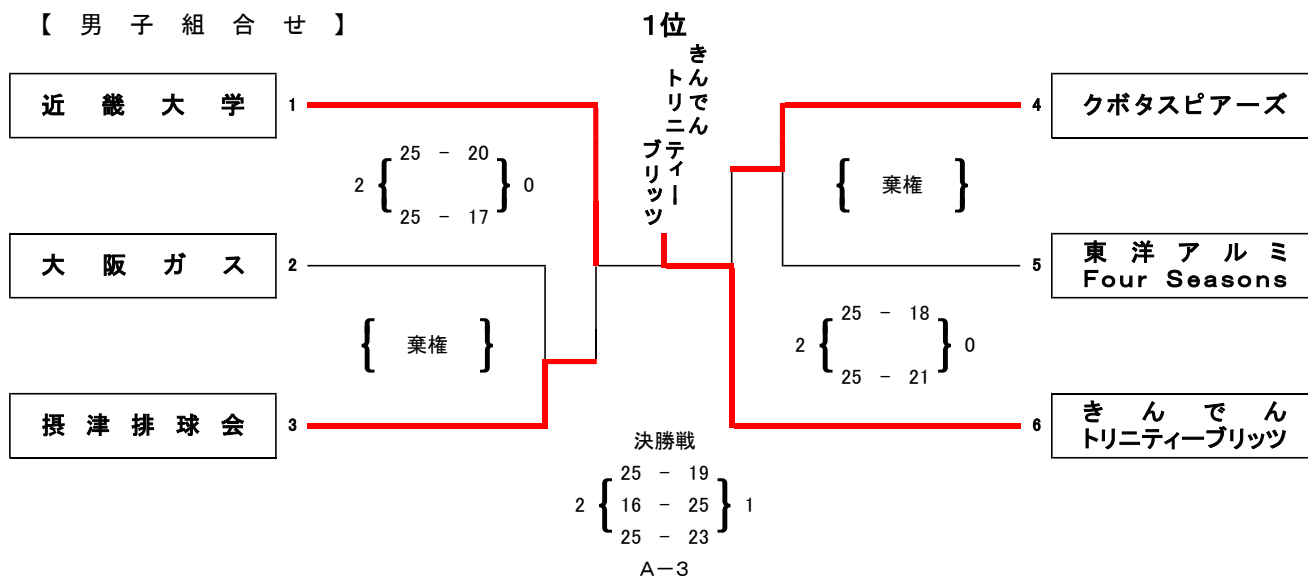 【 男 子 組 合 せ 】
1位
きんでん
トリニティー
ブリッツ
近 畿 大 学 1
2 { 25 － 20
25 － 17 } 0
大 阪 ガ ス 2
{ 棄権 }
摂 津 排 球 会 3
4 クボタスピアーズ
{ 棄権 }
5 東 洋 ア ル ミ
Four Seasons
2 { 25 － 18
25 － 21 } 0
6 き ん で ん
トリニティーブリッツ
決勝戦
25 － 19
2 { 16 － 25 } 1
25 － 23
A－3